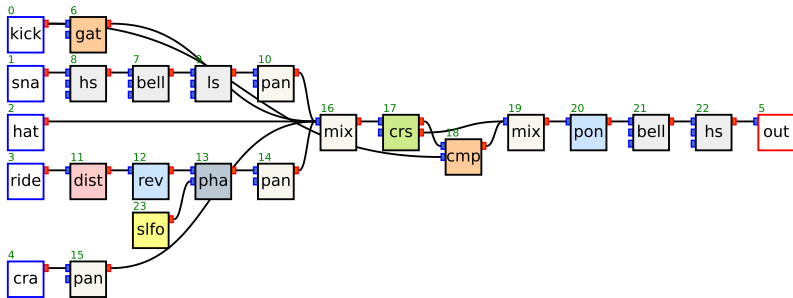 0 6
kick gat
1 8 7 9 10
sna hs bell ls pan
2 16 17 18 19 20 21 22 5
hat mix crs cmp mix pon bell hs out
3 11 12 13 14
ride dist rev pha pan
23
slfo
4 15
cra pan